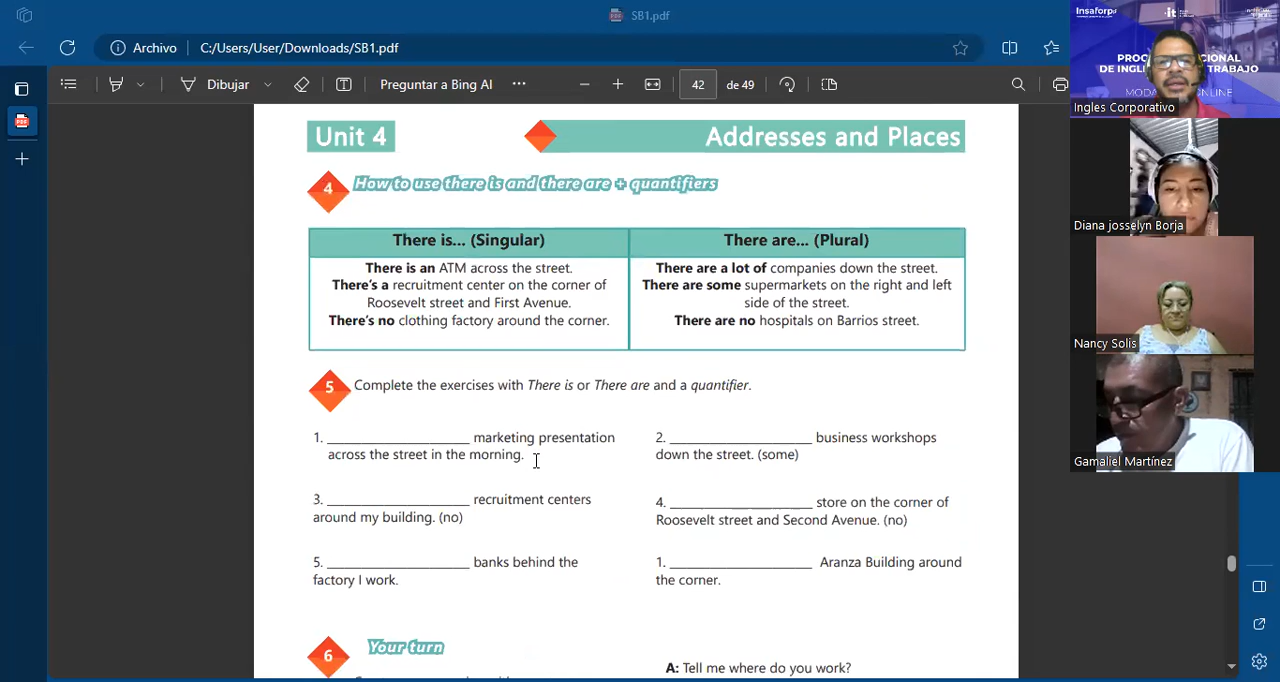 SB1.pdf
Archivo
C:/Users/User/Downloads/SB1.pdf
Dibujar
Preguntar a Bing AI
42
de 49
Unit 4
Addresses and Places
4
How to use there is and there are + quantifiers
There is... (Singular)
There is an ATM across the street.
There's a recruitment center on the corner of
Roosevelt street and First Avenue.
There's no clothing factory around the corner.
There are... (Plural)
There are a lot of companies down the street.
There are some supermarkets on the right and left
side of the street.
There are no hospitals on Barrios street.
5
Complete the exercises with There is or There are and a quantifier.
1. ____________________ marketing presentation
across the street in the morning.
2. ____________________ business workshops
down the street. (some)
3. ____________________ recruitment centers
around my building. (no)
4. ____________________ store on the corner of
Roosevelt street and Second Avenue. (no)
5. ____________________ banks behind the
factory I work.
1. ____________________ Aranza Building around
the corner.
6
Your turn
A: Tell me where do you work?
Insaforp
it
DE INGL
TRABAJO
ONLINE
Ingles Corporativo
Diana josselyn Borja
Nancy Solis
Gamaliel Martínez